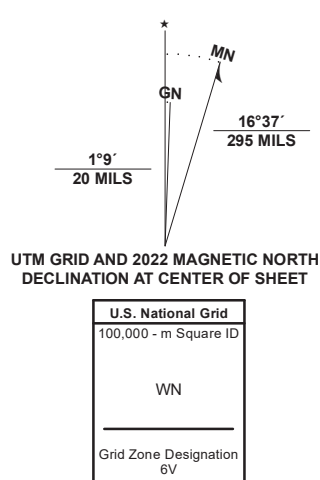 ★
MN
GN
16°37´
295 MILS
1°9´
20 MILS
UTM GRID AND 2022 MAGNETIC NORTH
DECLINATION AT CENTER OF SHEET
U.S. National Grid
100,000 - m Square ID
WN
Grid Zone Designation
6V